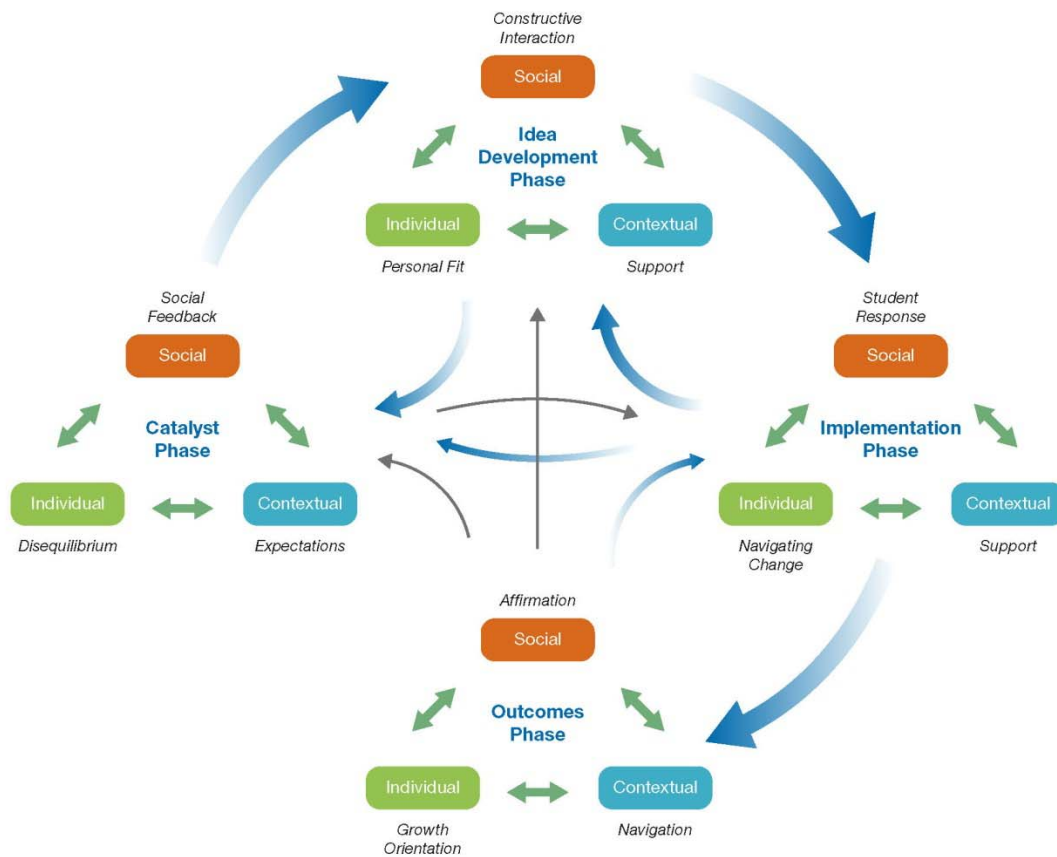 Constructive
Interaction
Social
Idea
Development
Phase
Individual
Contextual
Personal Fit
Support
Social
Feedback
Social
Catalyst
Phase
Individual
Contextual
Disequilibrium
Expectations
Student
Response
Social
Implementation
Phase
Individual
Contextual
Navigating
Change
Support
Affirmation
Social
Outcomes
Phase
Individual
Contextual
Growth
Orientation
Navigation